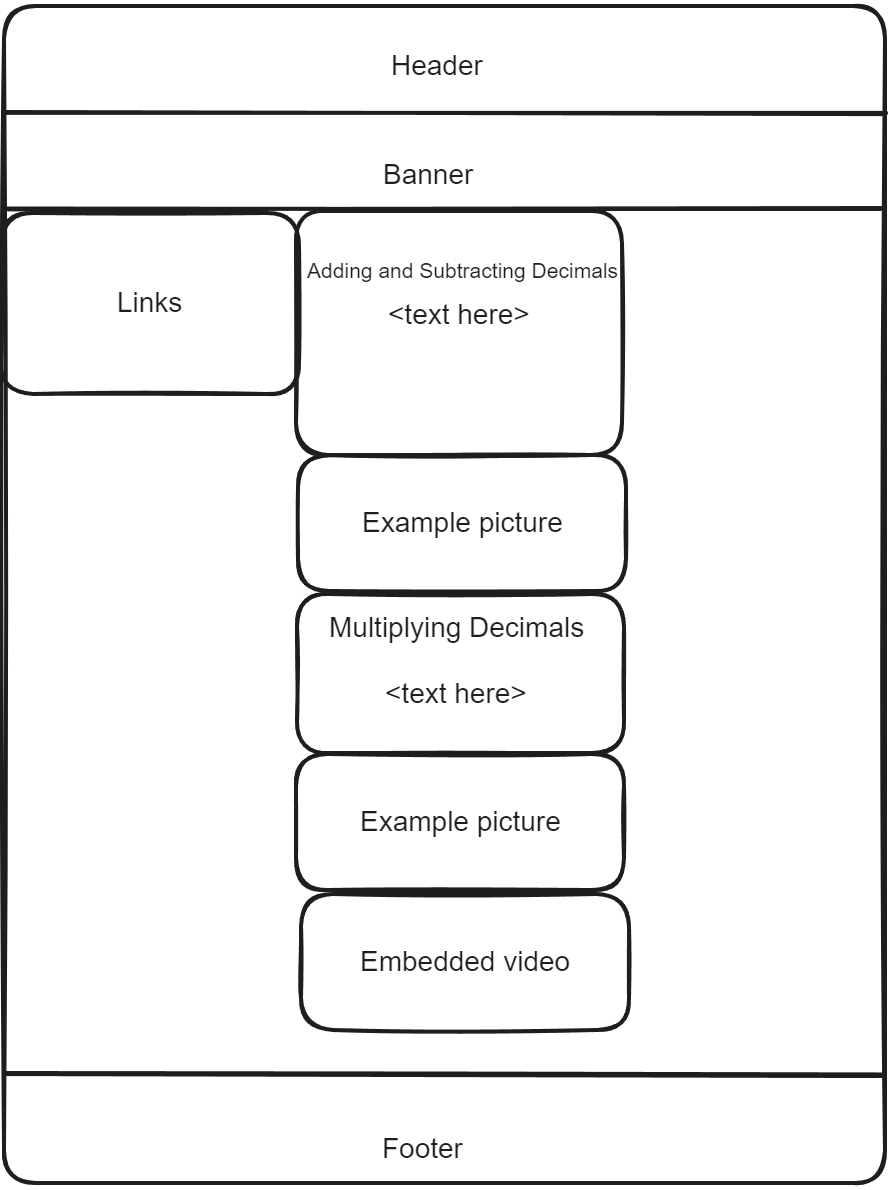 Header
Banner
Links
Adding and Subtracting Decimals
<text here>
Example picture
Multiplying Decimals
<text here>
Example picture
Embedded video
Footer